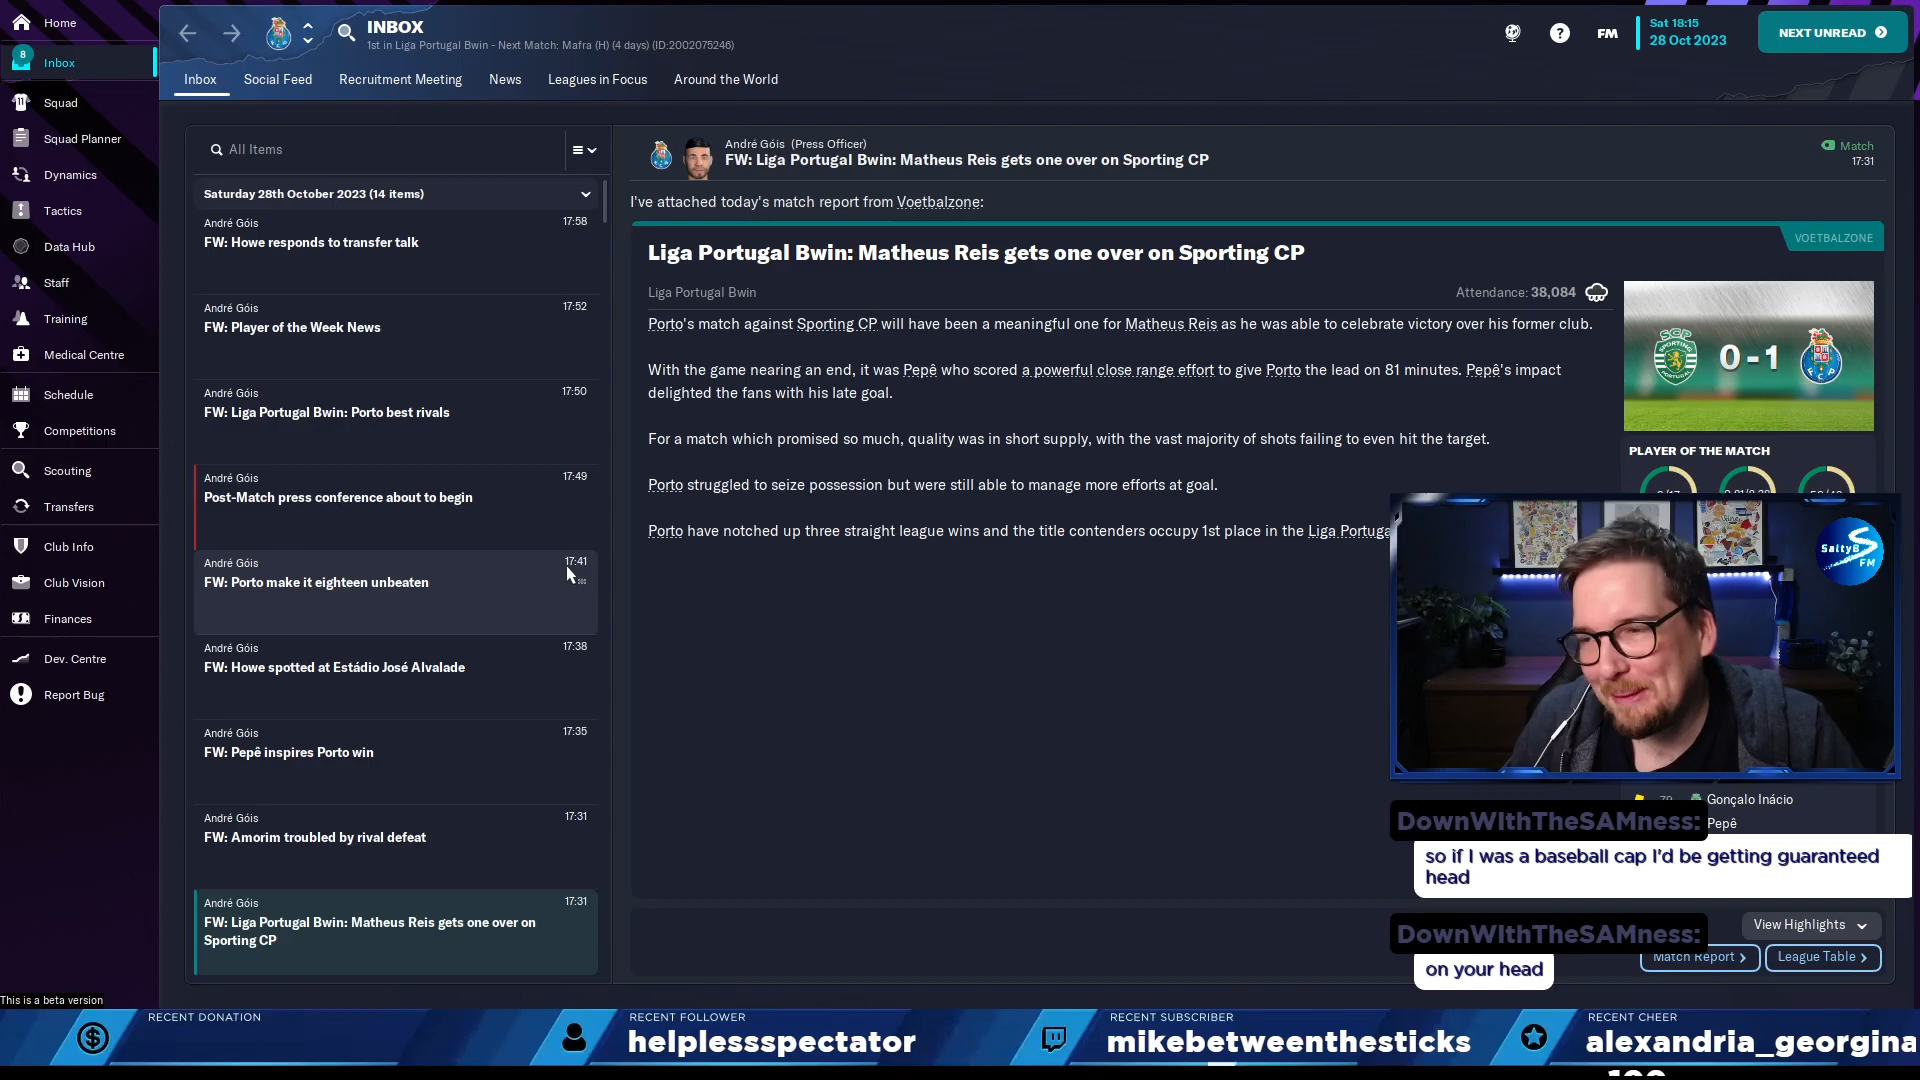 Home
8
Inbox
Squad
Squad Planner
Dynamics
Tactics
Data Hub
Staff
Training
Medical Centre
Schedule
Competitions
Scouting
Transfers
Club Info
Club Vision
Finances
Dev. Centre
Report Bug
This is a beta version
INBOX
1st in Liga Portugal Bwin - Next Match: Mafra (H) (4 days) (ID:2002075246)
FM
Sat 18:15
28 Oct 2023
NEXT UNREAD
Inbox
Social Feed
Recruitment Meeting
News
Leagues in Focus
Around the World
All Items
Saturday 28th October 2023 (14 items)
André Góis 17:58
FW: Howe responds to transfer talk
André Góis 17:52
FW: Player of the Week News
André Góis 17:50
FW: Liga Portugal Bwin: Porto best rivals
André Góis 17:49
Post-Match press conference about to begin
André Góis 17:41
FW: Porto make it eighteen unbeaten
André Góis 17:38
FW: Howe spotted at Estádio José Alvalade
André Góis 17:35
FW: Pepê inspires Porto win
André Góis 17:31
FW: Amorim troubled by rival defeat
André Góis 17:31
FW: Liga Portugal Bwin: Matheus Reis gets one over on
Sporting CP
André Góis (Press Officer)
FW: Liga Portugal Bwin: Matheus Reis gets one over on Sporting CP
Match
17:31
I've attached today's match report from Voetbalzone:
VOETBALZONE
Liga Portugal Bwin: Matheus Reis gets one over on Sporting CP
Liga Portugal Bwin
Attendance: 38,084
Porto's match against Sporting CP will have been a meaningful one for Matheus Reis as he was able to celebrate victory over his former club.
With the game nearing an end, it was Pepê who scored a powerful close range effort to give Porto the lead on 81 minutes. Pepê's impact
delighted the fans with his late goal.
For a match which promised so much, quality was in short supply, with the vast majority of shots failing to even hit the target.
Porto struggled to seize possession but were still able to manage more efforts at goal.
Porto have notched up three straight league wins and the title contenders occupy 1st place in the Liga Portuga
SCP
SPORTING
PORTUGAL
0 - 1
FCP
PLAYER OF THE MATCH
SaltyB
S
FM
Gonçalo Inácio
Pepê
DownWithTheSAMness:
so if I was a baseball cap I'd be getting guaranteed
head
DownWithTheSAMness:
on your head
View Highlights
Match Report
League Table
RECENT DONATION
RECENT FOLLOWER
helplessspectator
RECENT SUBSCRIBER
mikebetweenthesticks
RECENT CHEER
alexandria_georgina